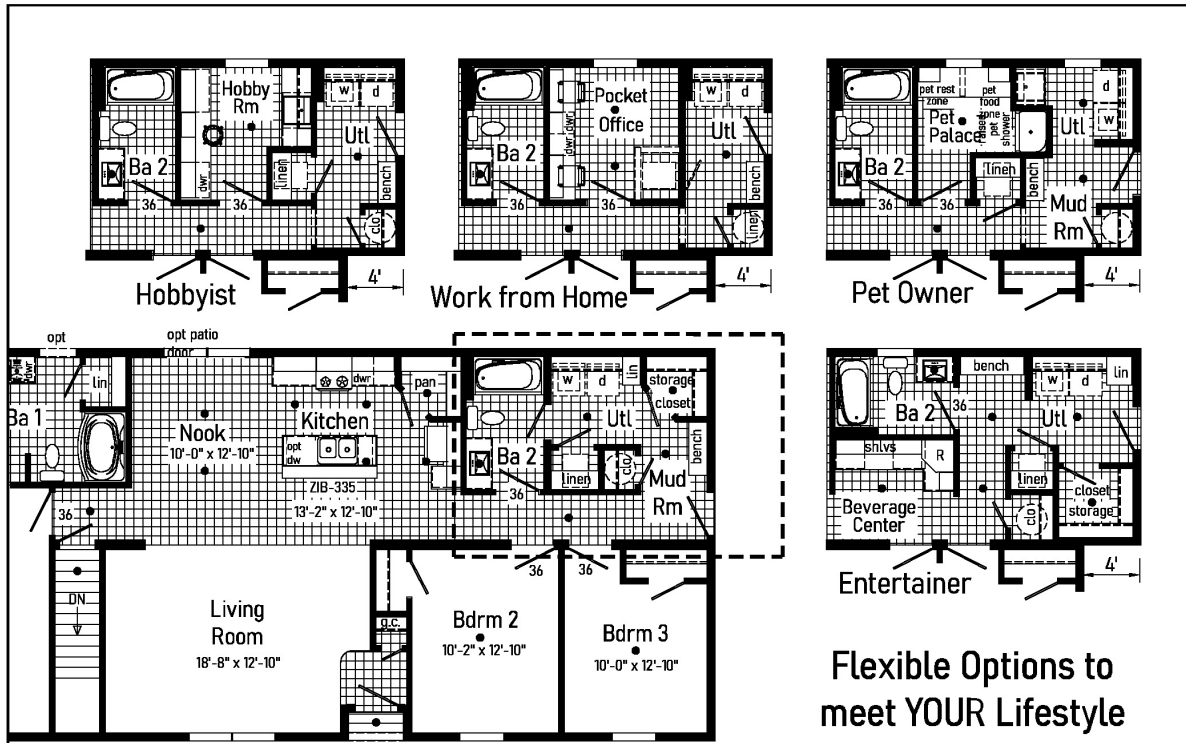 Hobby
Rm
w
d
Utl
Ba 2
dwr
linen
bench
36
36
clo
4'
Hobbyist
Pocket
Office
w
d
dwr
Utl
Ba 2
bench
36
36
linen
4'
Work from Home
pet rest
zone
pet
food
zone
raised
pet
shower
Pet
Palace
d
w
Utl
Ba 2
linen
bench
36
36
Mud
Rm
4'
Pet Owner
opt
opt patio
door
lin
Ba 1
Nook
10'-0" x 12'-10"
dwr
Kitchen
opt
dw
ZIB-335
13'-2" x 12'-10"
pan
w
d
lin
storage
closet
Utl
Ba 2
linen
clo
bench
Mud
Rm
36
36
36
36
DN
Living
Room
18'-8" x 12'-10"
g.c.
Bdrm 2
10'-2" x 12'-10"
Bdrm 3
10'-0" x 12'-10"
bench
w
d
lin
Ba 2
36
Utl
shlvs
R
linen
closet
storage
Beverage
Center
clo
4'
Entertainer
Flexible Options to
meet YOUR Lifestyle